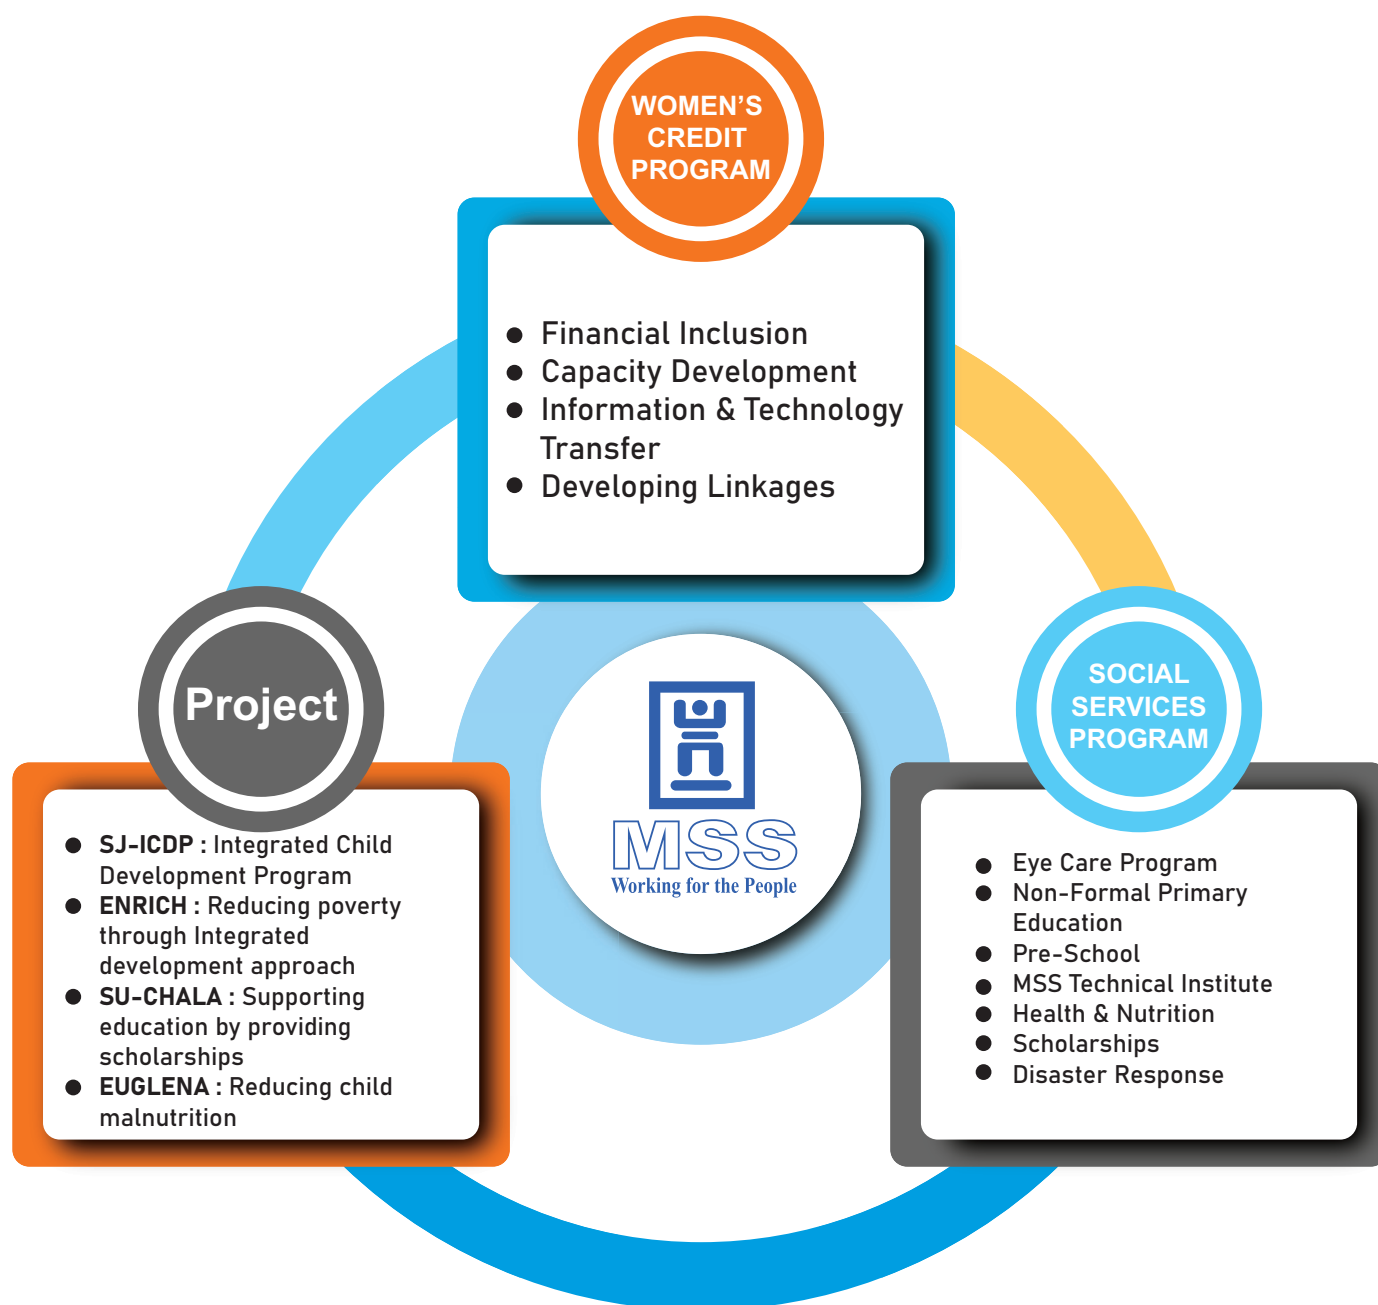 WOMEN'S
CREDIT
PROGRAM
● Financial Inclusion
● Capacity Development
● Information & Technology
Transfer
● Developing Linkages
Project
● SJ-ICDP : Integrated Child
Development Program
● ENRICH : Reducing poverty
through Integrated
development approach
● SU-CHALA : Supporting
education by providing
scholarships
● EUGLENA : Reducing child
malnutrition
MSS
Working for the People
SOCIAL
SERVICES
PROGRAM
● Eye Care Program
● Non-Formal Primary
Education
● Pre-School
● MSS Technical Institute
● Health & Nutrition
● Scholarships
● Disaster Response